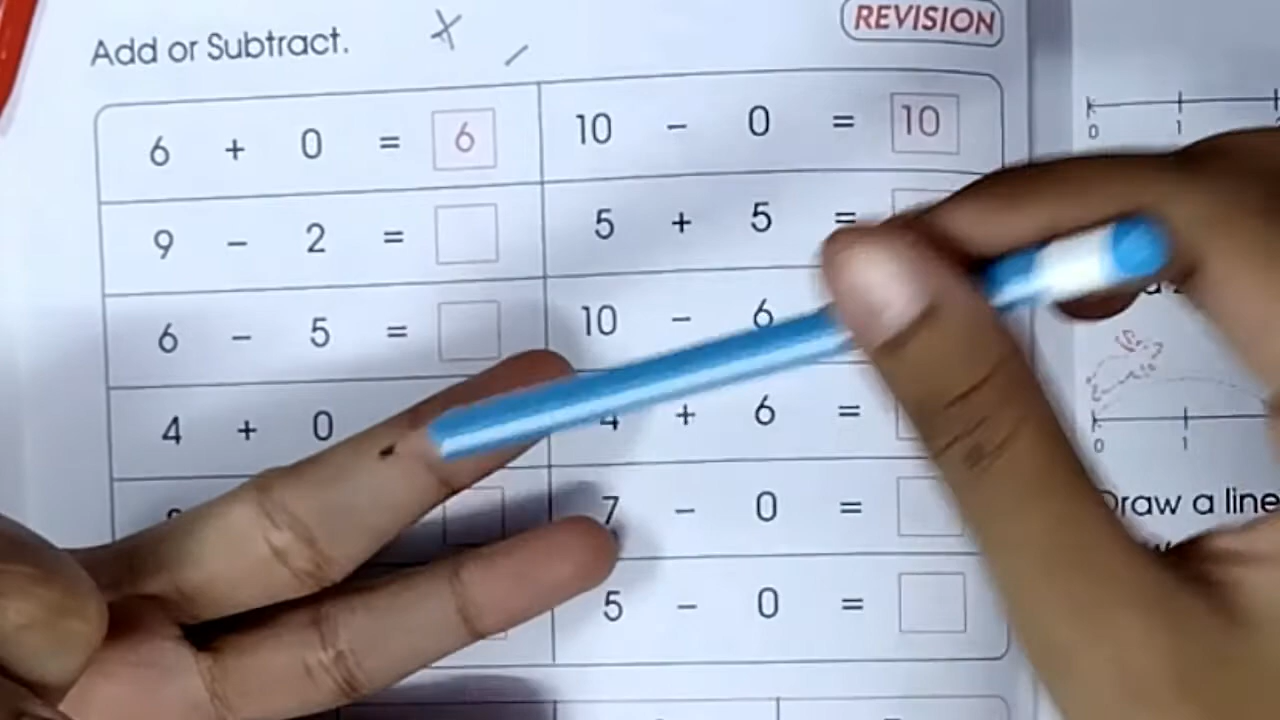 REVISION
Add or Subtract. + -
6 + 0 = 6 10 - 0 = 10
9 - 2 = 5 + 5 =
6 - 5 = 10 - 6
4 + 0 4 + 6 =
7 - 0 =
5 - 0 =
0 1
0 1
Draw a line